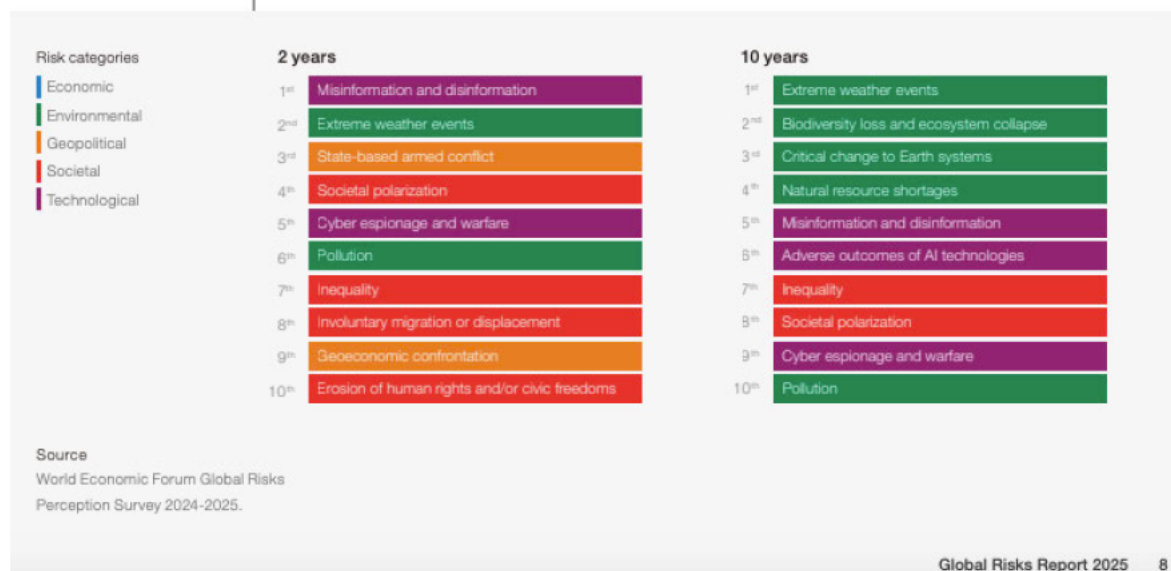 Risk categories
Economic
Environmental
Geopolitical
Societal
Technological
2 years
1st Misinformation and disinformation
2nd Extreme weather events
3rd State-based armed conflict
4th Societal polarization
5th Cyber espionage and warfare
6th Pollution
7th Inequality
8th Involuntary migration or displacement
9th Geoeconomic confrontation
10th Erosion of human rights and/or civic freedoms
10 years
1st Extreme weather events
2nd Biodiversity loss and ecosystem collapse
3rd Critical change to Earth systems
4th Natural resource shortages
5th Misinformation and disinformation
6th Adverse outcomes of AI technologies
7th Inequality
8th Societal polarization
9th Cyber espionage and warfare
10th Pollution
Source
World Economic Forum Global Risks
Perception Survey 2024-2025.
Global Risks Report 2025 8